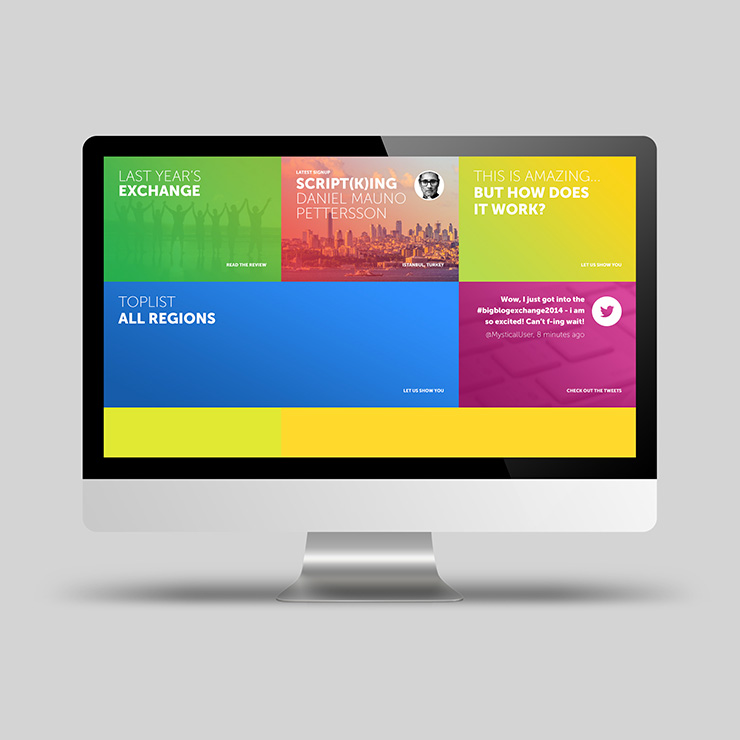 LAST YEAR'S
EXCHANGE
READ THE REVIEW
LATEST SIGNUP
SCRIPT(K)ING
DANIEL MAUNO
PETTERSSON
ISTANBUL, TURKEY
THIS IS AMAZING...
BUT HOW DOES
IT WORK?
LET US SHOW YOU
TOPLIST
ALL REGIONS
LET US SHOW YOU
Wow, I just got into the
#bigblogexchange2014 - i am
so excited! Can't f-ing wait!
@MysticalUser, 8 minutes ago
CHECK OUT THE TWEETS